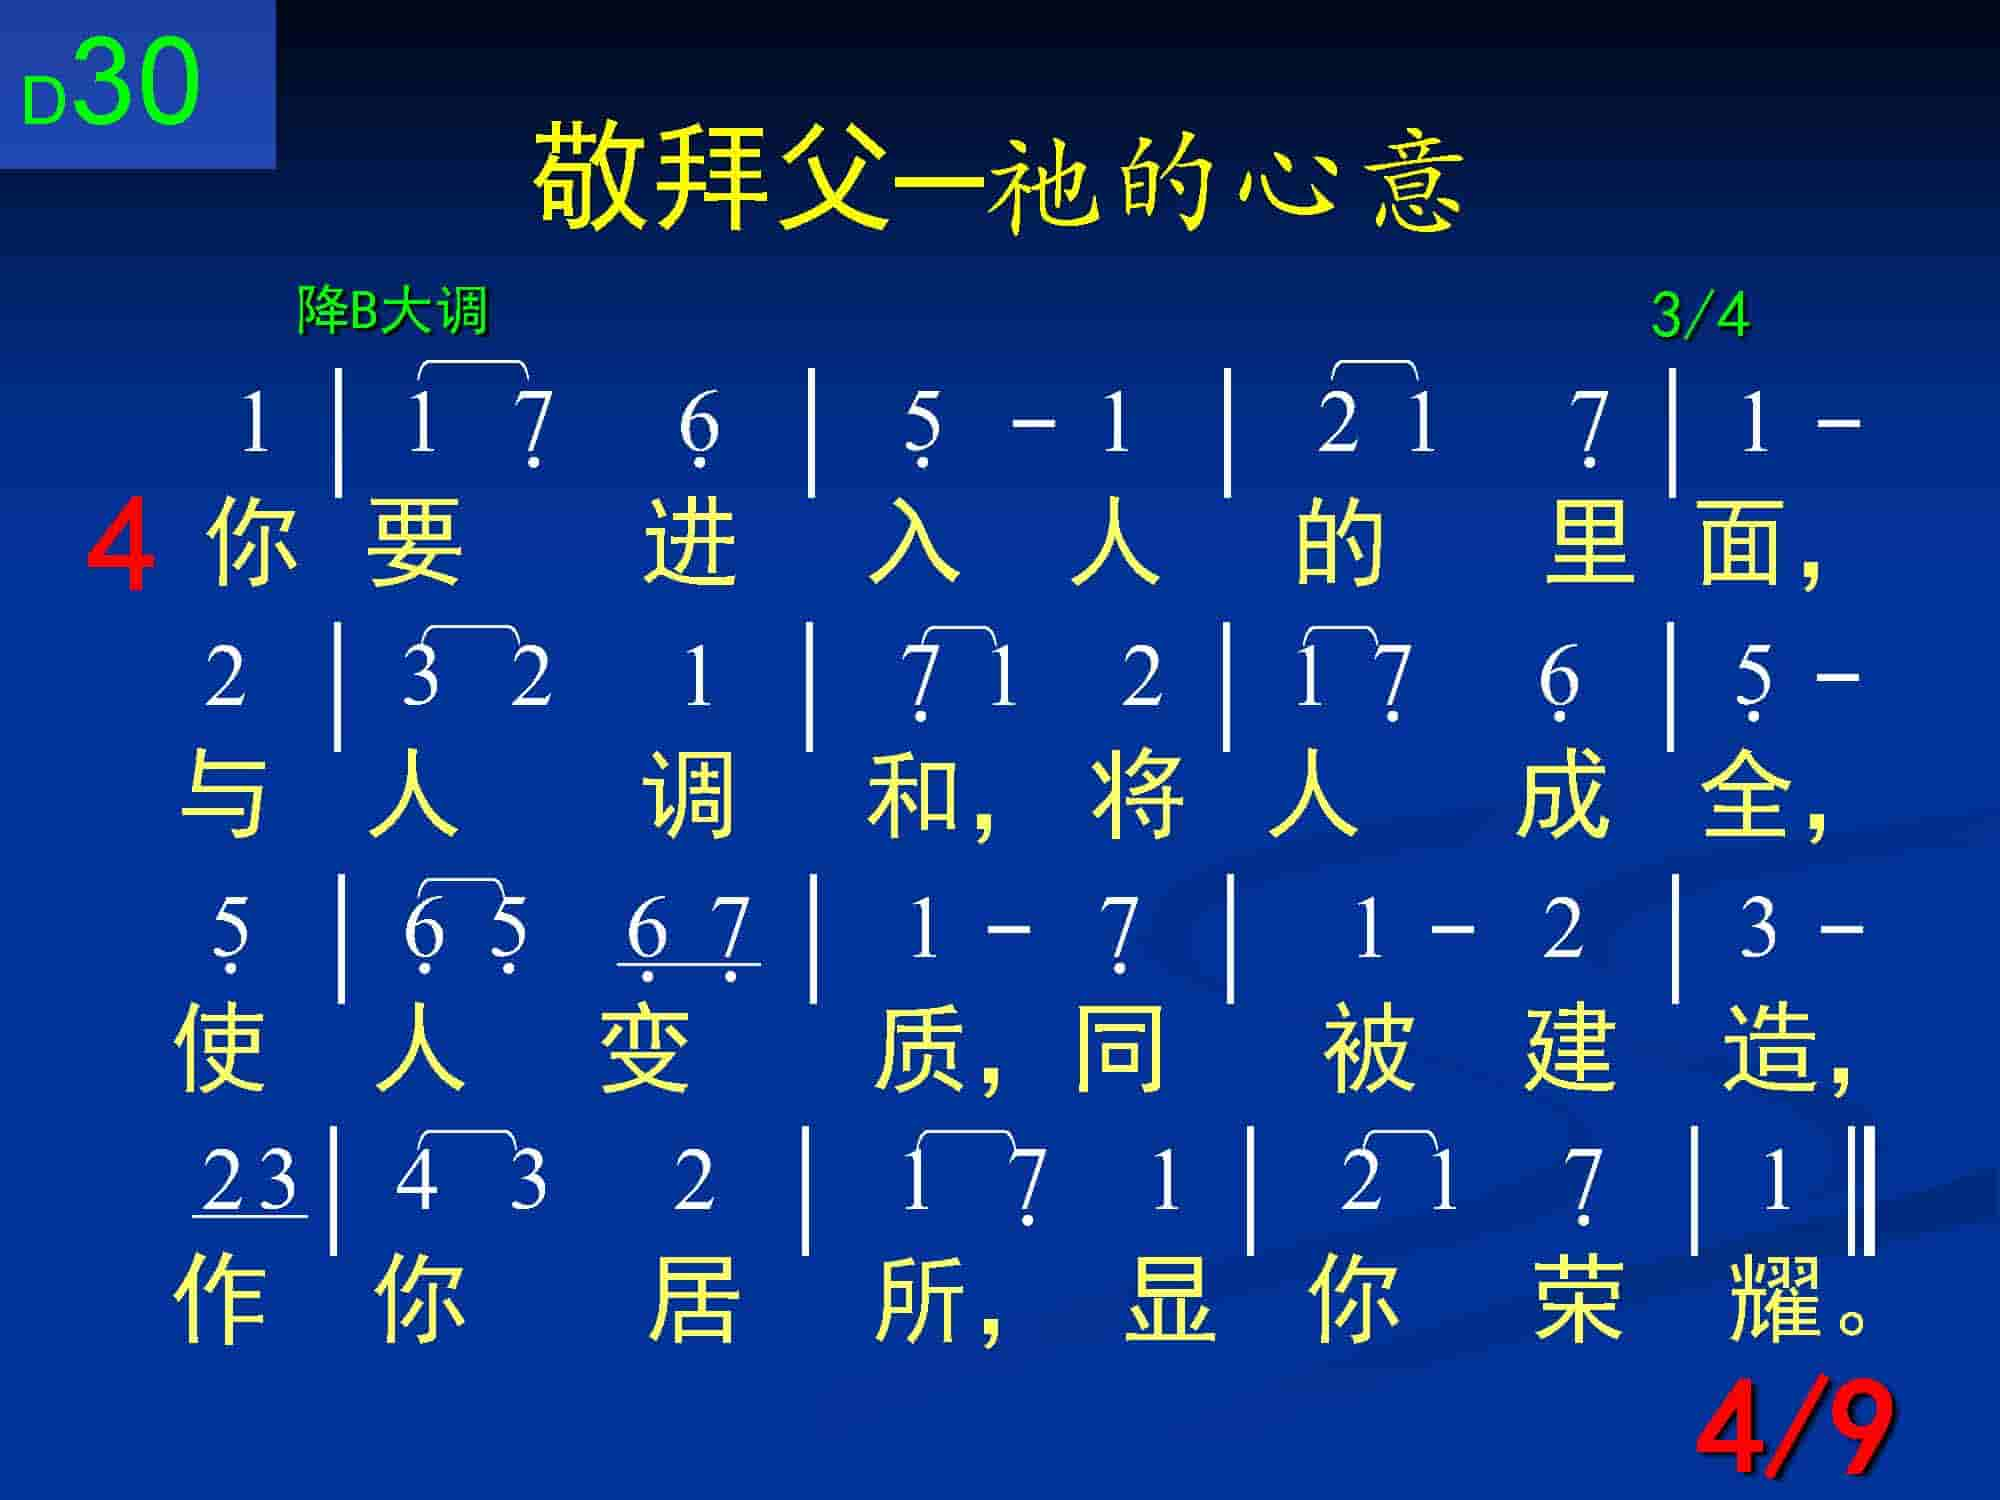 D30
敬拜父—祂的心意
降B大调 3/4
1 | 1 7̣ 6̣ | 5̣ - 1 | 2 1 7̣ | 1 -
4 你 要 进 入 人 的 里 面，
2 | 3 2 1 | 7̣ 1 2 | 1 7̣ 6̣ | 5̣ -
与 人 调 和，将 人 成 全，
5̣ | 6̣ 5̣ 6̣ 7̣ | 1 - 7̣ | 1 - 2 | 3 -
使 人 变 质，同 被 建 造，
2 3 | 4 3 2 | 1 7̣ 1 | 2 1 7̣ | 1 ‖
作 你 居 所，显 你 荣 耀。
4/9